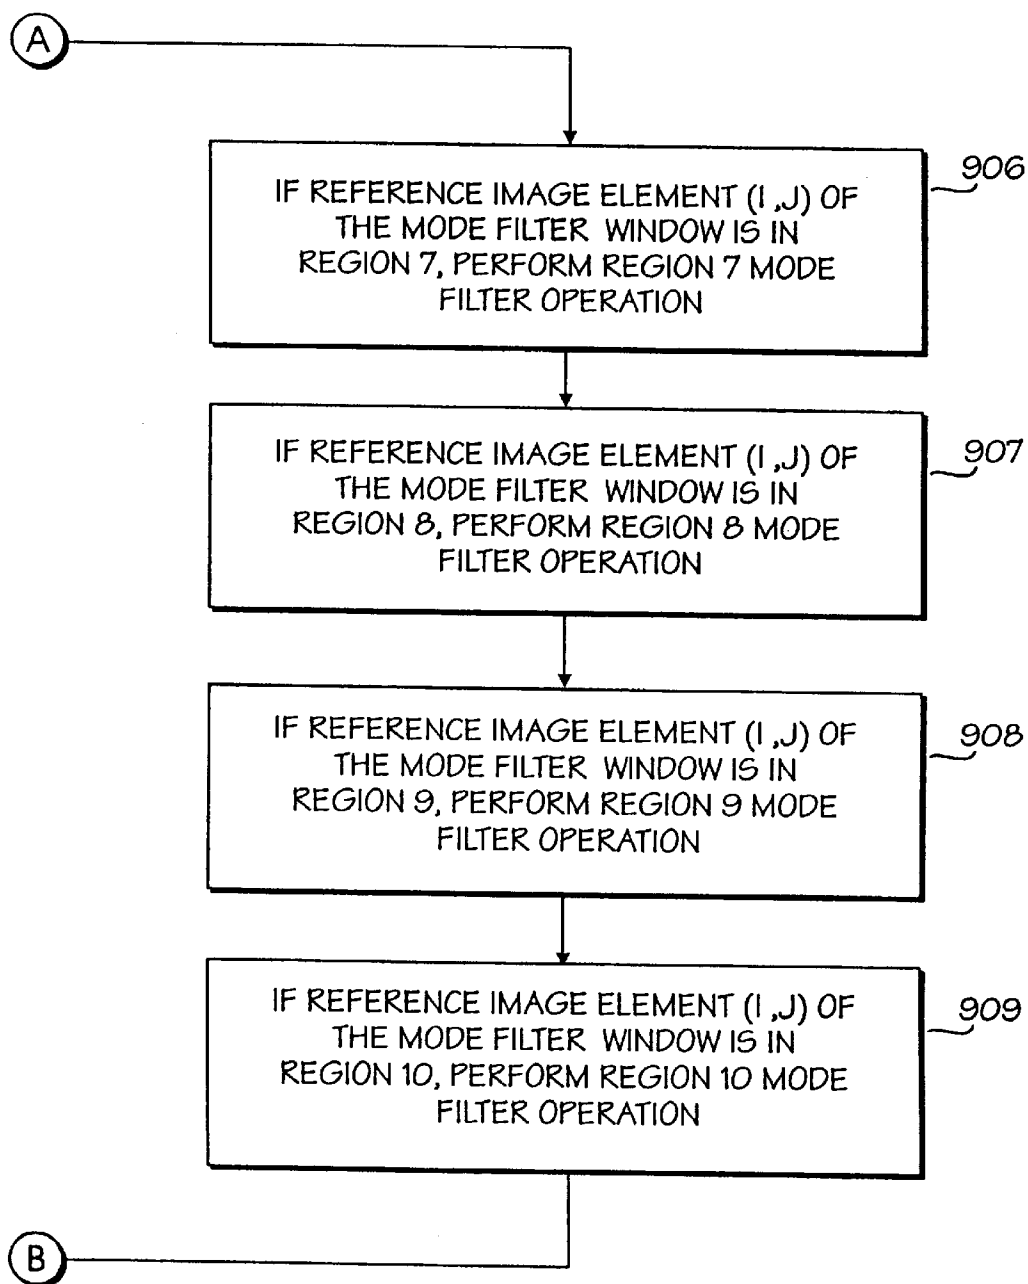 A
IF REFERENCE IMAGE ELEMENT (I ,J) OF
THE MODE FILTER WINDOW IS IN
REGION 7, PERFORM REGION 7 MODE
FILTER OPERATION
906
IF REFERENCE IMAGE ELEMENT (I ,J) OF
THE MODE FILTER WINDOW IS IN
REGION 8, PERFORM REGION 8 MODE
FILTER OPERATION
907
IF REFERENCE IMAGE ELEMENT (I ,J) OF
THE MODE FILTER WINDOW IS IN
REGION 9, PERFORM REGION 9 MODE
FILTER OPERATION
908
IF REFERENCE IMAGE ELEMENT (I ,J) OF
THE MODE FILTER WINDOW IS IN
REGION 10, PERFORM REGION 10 MODE
FILTER OPERATION
909
B